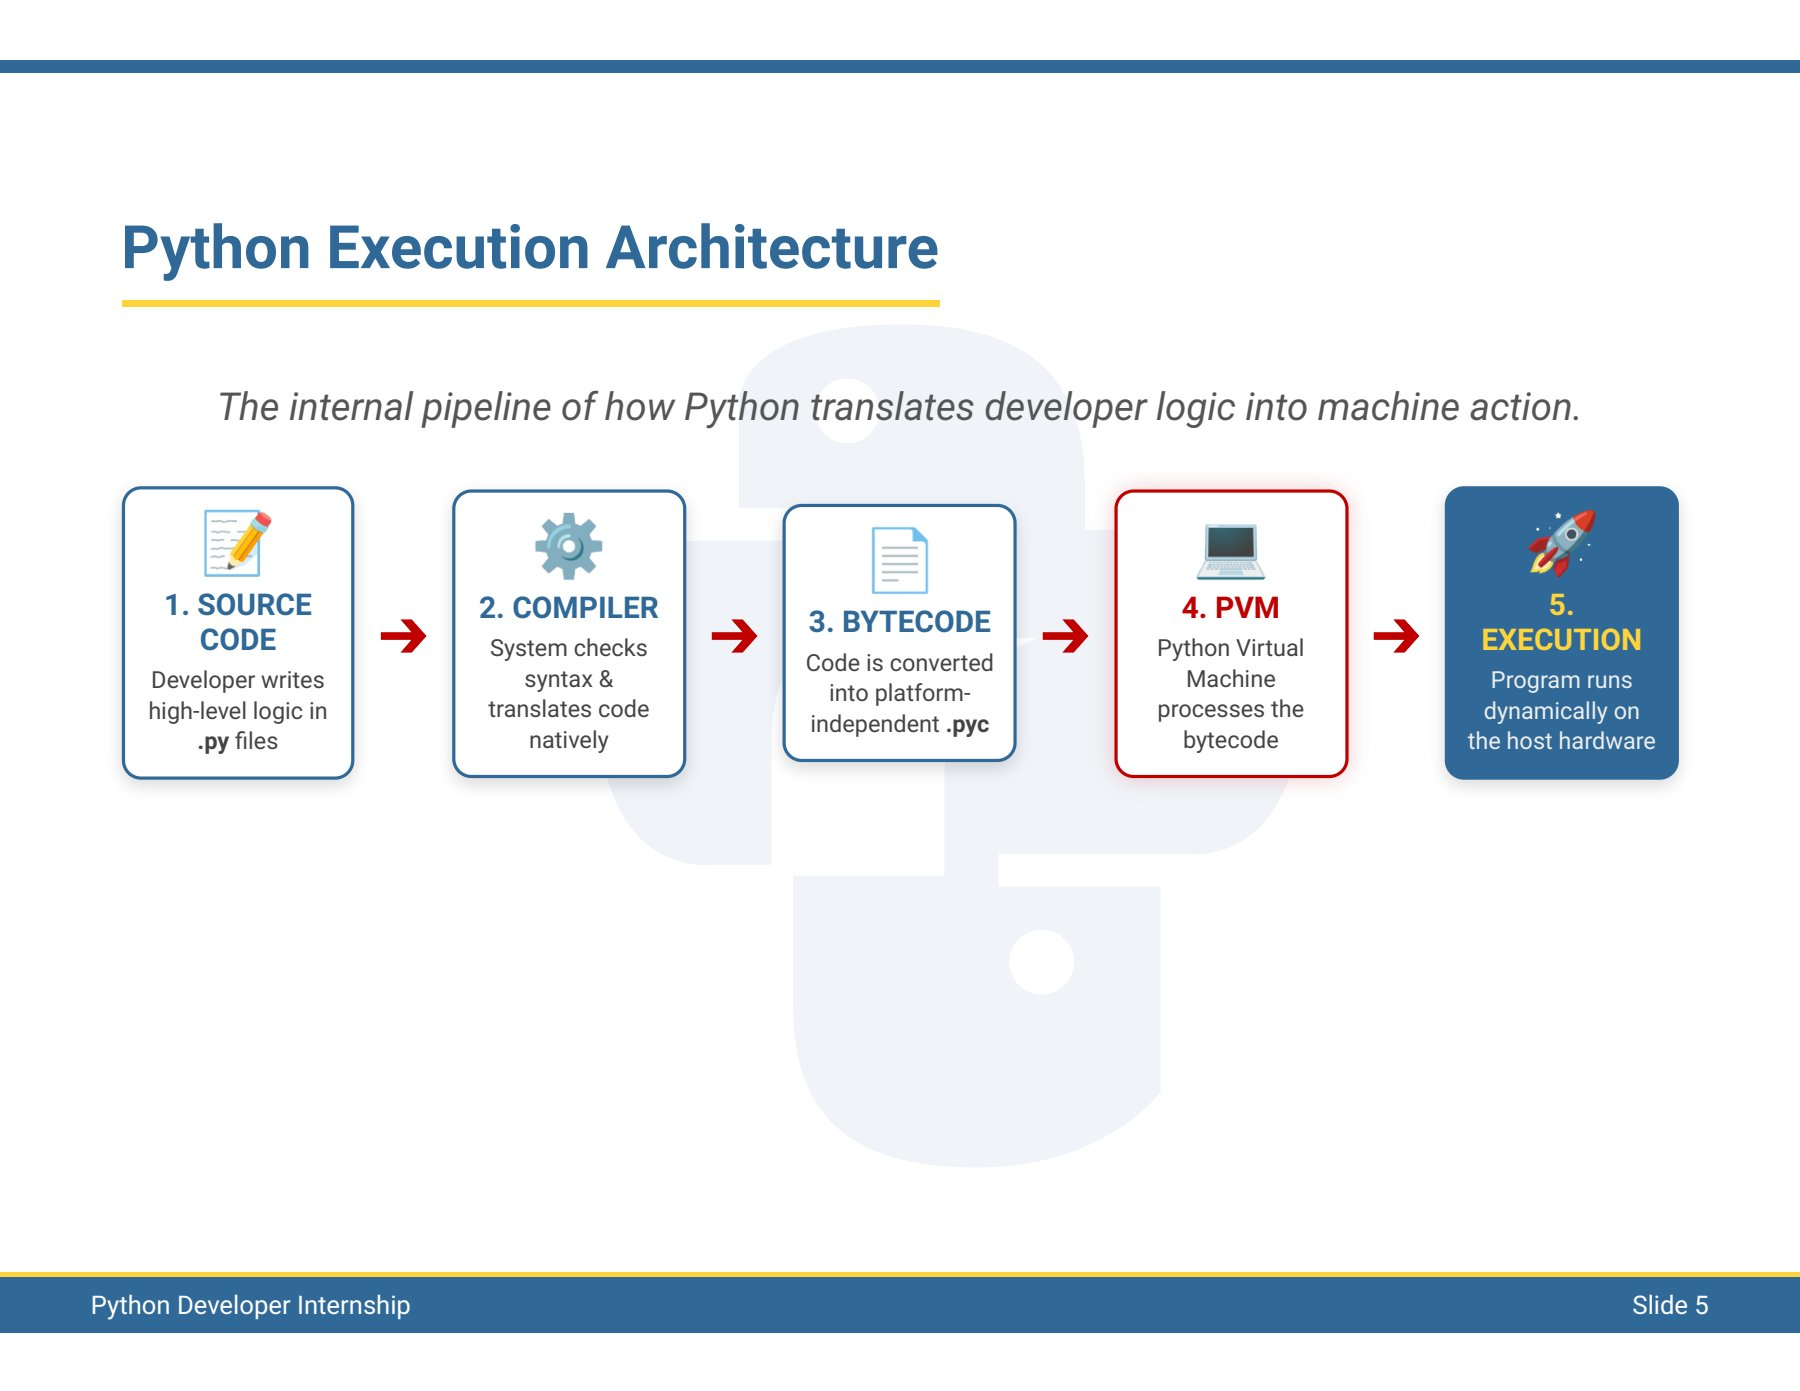 Python Execution Architecture
The internal pipeline of how Python translates developer logic into machine action.
1. SOURCE
CODE
Developer writes
high-level logic in
.py files
2. COMPILER
System checks
syntax &
translates code
natively
3. BYTECODE
Code is converted
into platform-
independent .pyc
4. PVM
Python Virtual
Machine
processes the
bytecode
5.
EXECUTION
Program runs
dynamically on
the host hardware
Python Developer Internship
Slide 5